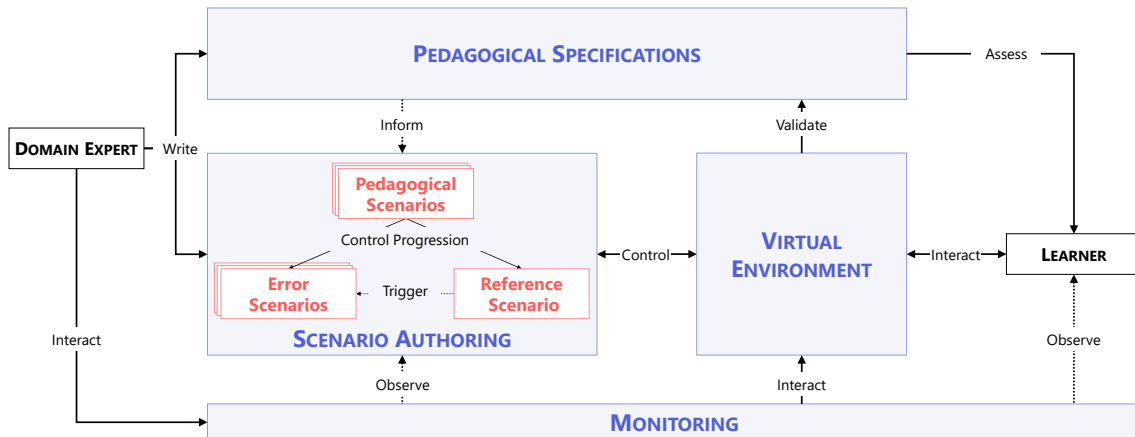 PEDAGOGICAL SPECIFICATIONS
Assess
Inform
Validate
DOMAIN EXPERT
Write
Pedagogical
Scenarios
Control Progression
VIRTUAL
ENVIRONMENT
Control
Interact
LEARNER
Error
Scenarios
Trigger
Reference
Scenario
SCENARIO AUTHORING
Interact
Observe
Observe
Interact
MONITORING